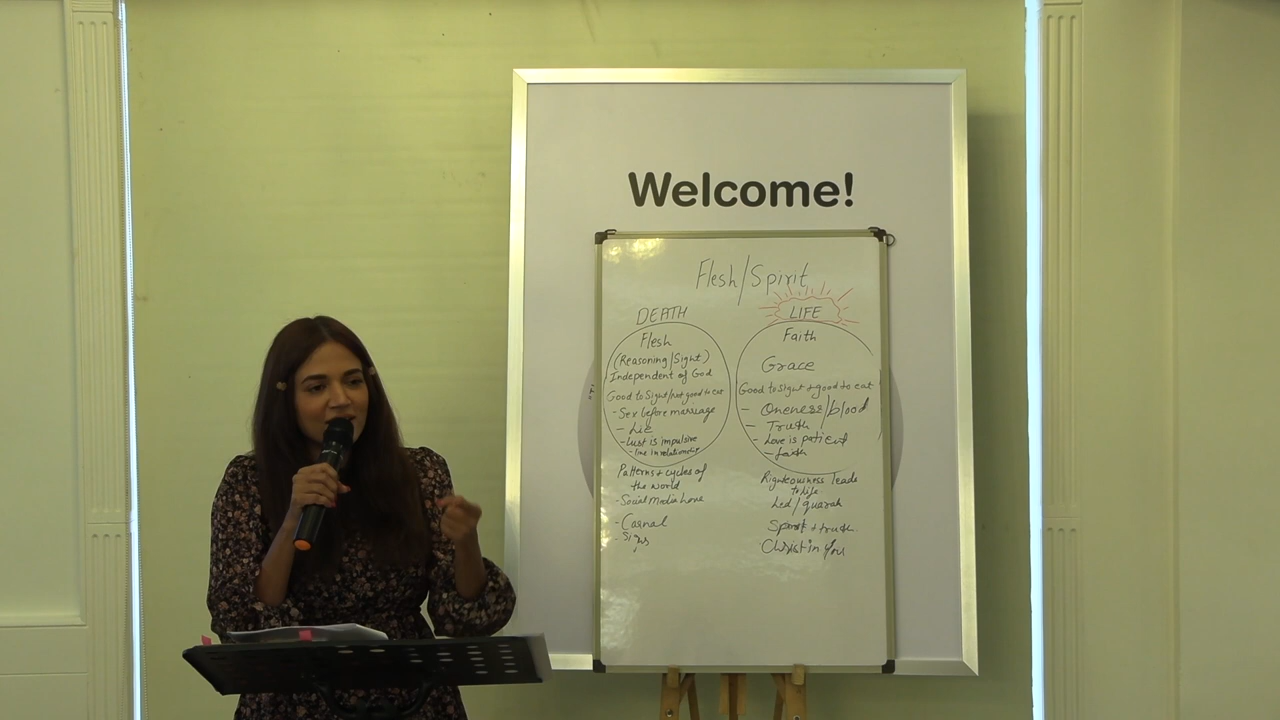 Welcome!
Flesh/Spirit
DEATH
Flesh
(Reasoning/Sight)
Independent of God
Good to Sight/not good to eat
- Sex before marriage
- Lie
- Lust is impulsive
- line in relationship
Patterns + cycles of
the world
- Social Media Love
- Carnal
- Signs
LIFE
Faith
Grace
Good to sight + good to eat
- Oneness/blood
- Truth
- Love is patient
- faith
Righteousness leads
to life
Led/
Spirit + truth.
Christ in you